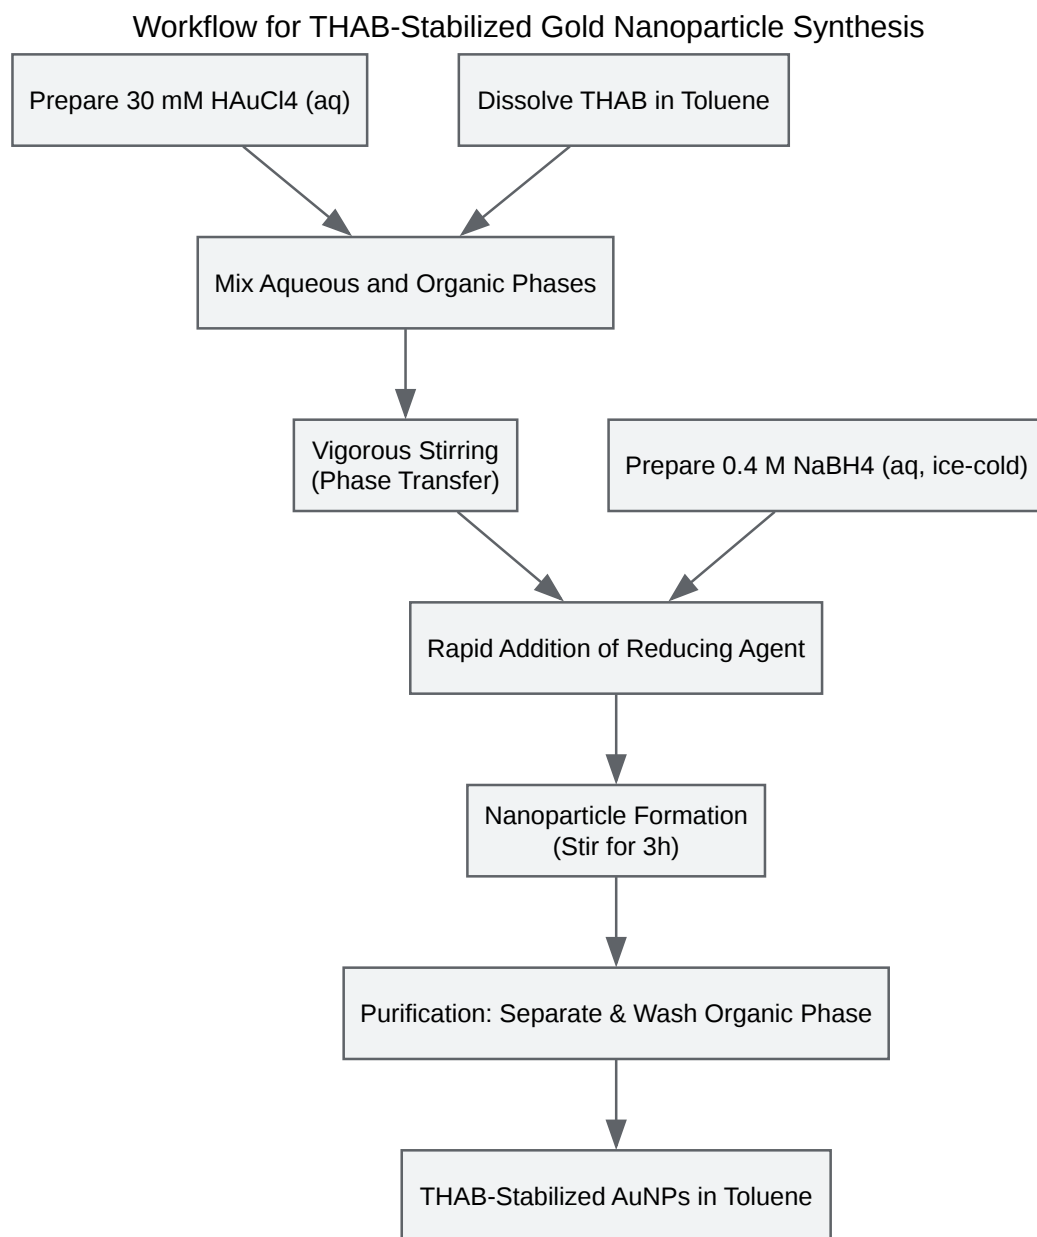 Workflow for THAB-Stabilized Gold Nanoparticle Synthesis
Prepare 30 mM HAuCl4 (aq)
Dissolve THAB in Toluene
Mix Aqueous and Organic Phases
Vigorous Stirring
(Phase Transfer)
Prepare 0.4 M NaBH4 (aq, ice-cold)
Rapid Addition of Reducing Agent
Nanoparticle Formation
(Stir for 3h)
Purification: Separate & Wash Organic Phase
THAB-Stabilized AuNPs in Toluene